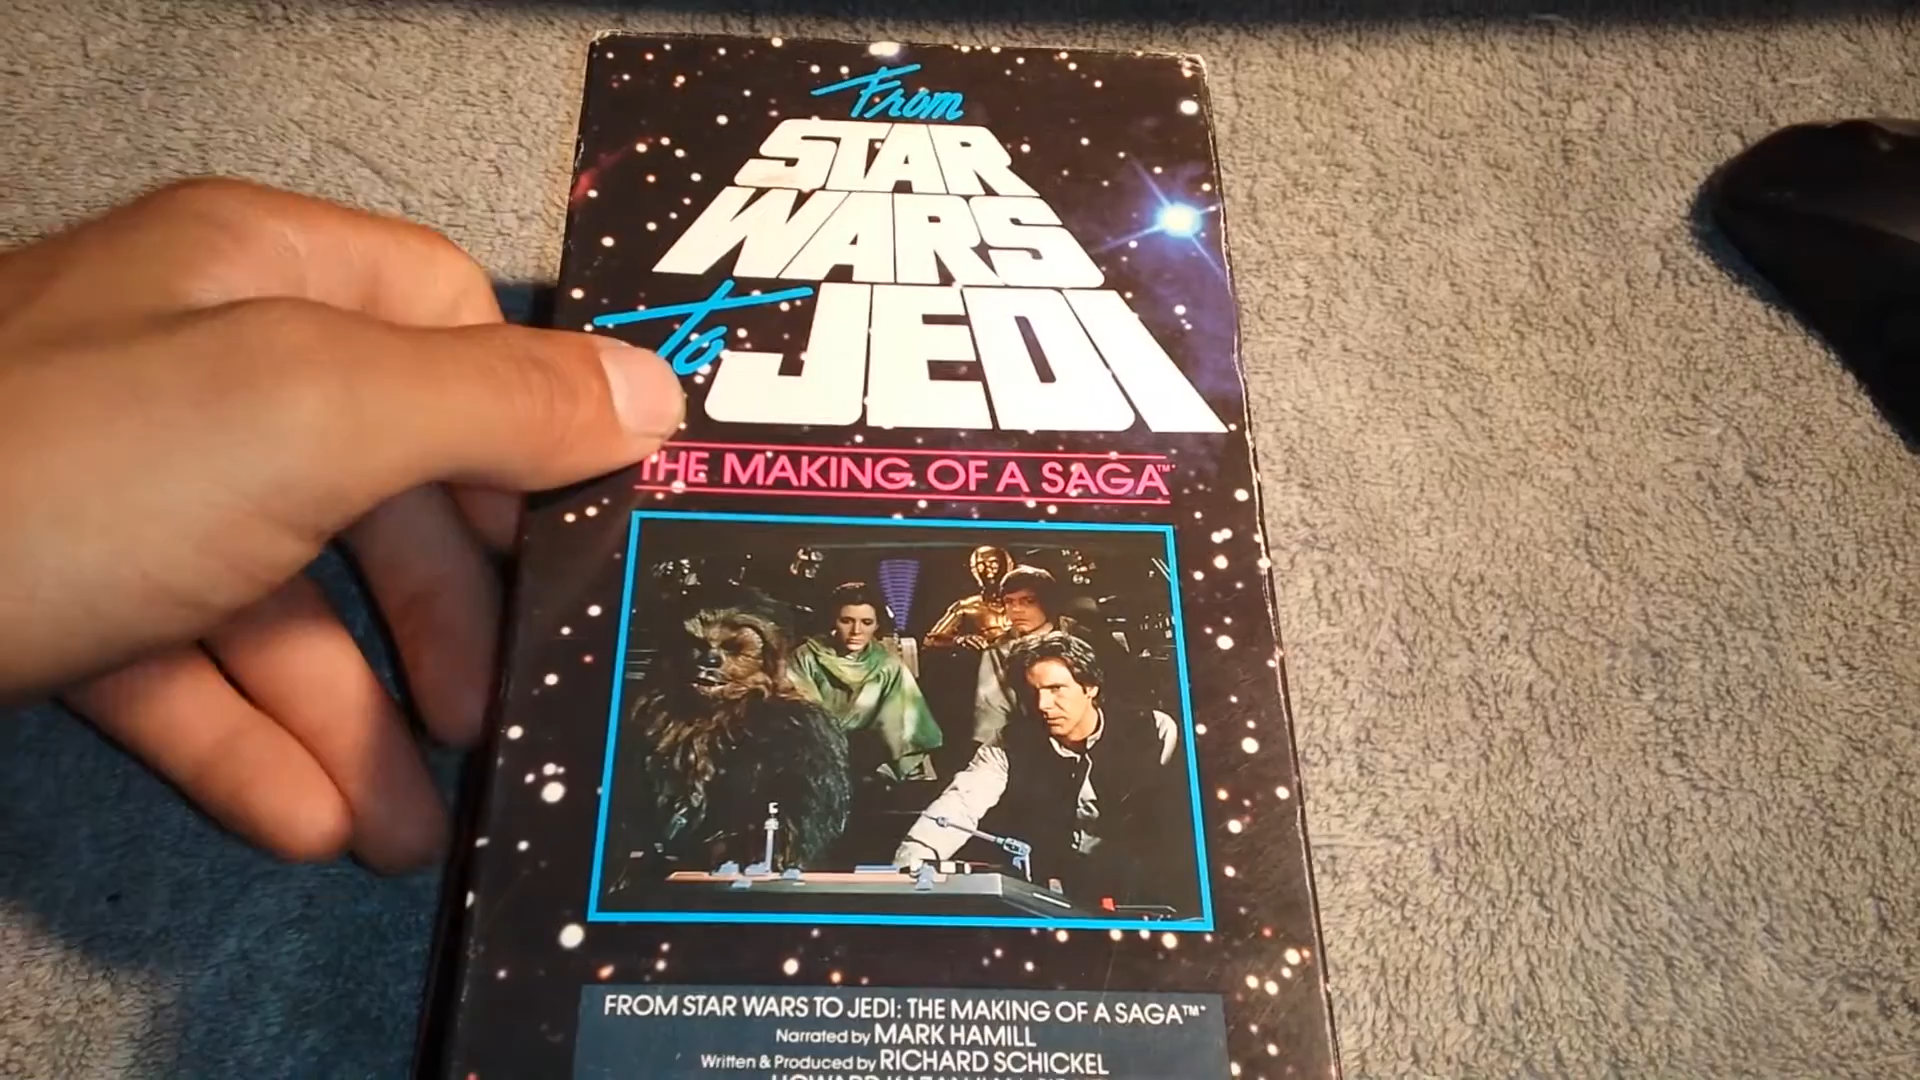 From
STAR
WARS
To JEDI
THE MAKING OF A SAGA™
FROM STAR WARS TO JEDI: THE MAKING OF A SAGA™
Narrated by MARK HAMILL
Written & Produced by RICHARD SCHICKEL